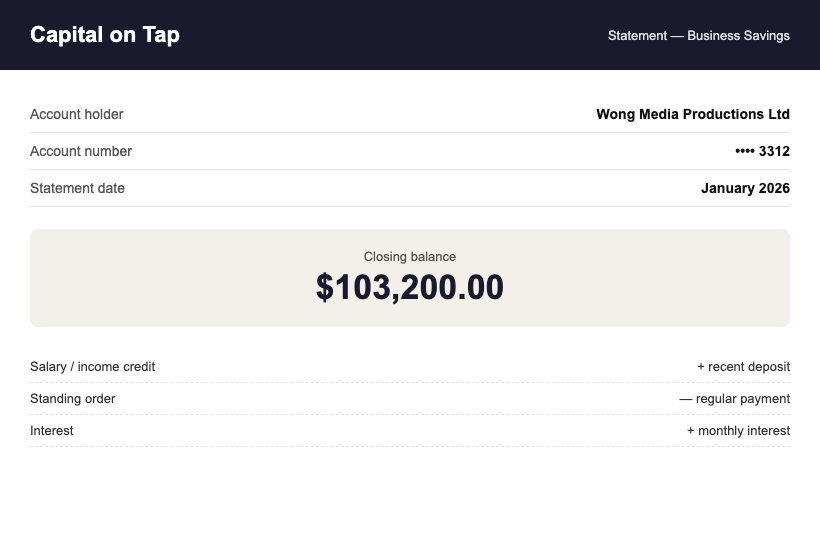 Capital on Tap
Statement — Business Savings
Account holder
Wong Media Productions Ltd
Account number
•••• 3312
Statement date
January 2026
Closing balance
$103,200.00
Salary / income credit
+ recent deposit
Standing order
— regular payment
Interest
+ monthly interest